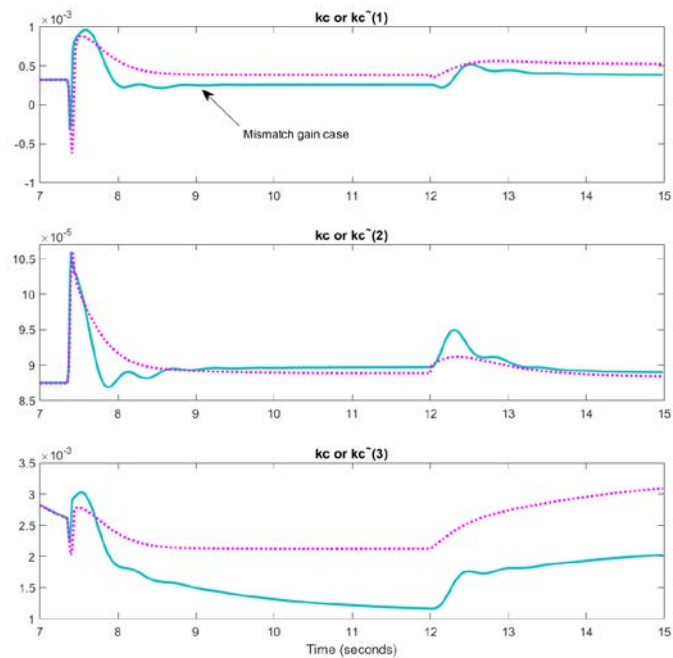 ×10⁻³
kc or kc˜(1)
1
0.5
0
-0.5
-1
Mismatch gain case
7 8 9 10 11 12 13 14 15
×10⁻⁵
kc or kc˜(2)
10.5
10
9.5
9
8.5
7 8 9 10 11 12 13 14 15
×10⁻³
kc or kc˜(3)
3.5
3
2.5
2
1.5
1
7 8 9 10 11 12 13 14 15
Time (seconds)